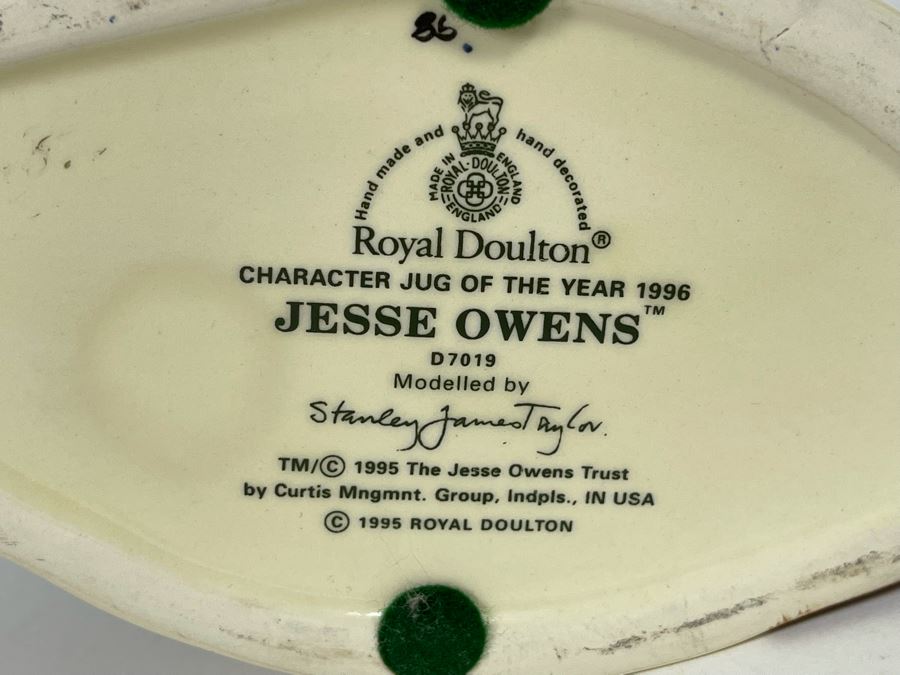 86.
Hand made and hand decorated
MADE IN ENGLAND
ROYAL·DOULTON
ENGLAND
Royal Doulton®
CHARACTER JUG OF THE YEAR 1996
JESSE OWENS™
D7019
Modelled by
Stanley James Taylor.
TM/© 1995 The Jesse Owens Trust
by Curtis Mngmnt. Group, Indpls., IN USA
© 1995 ROYAL DOULTON